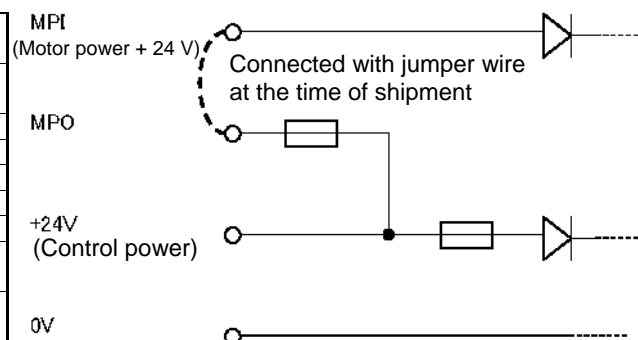 MPI
(Motor power + 24 V)
Connected with jumper wire
at the time of shipment
MPO
+24V
(Control power)
0V